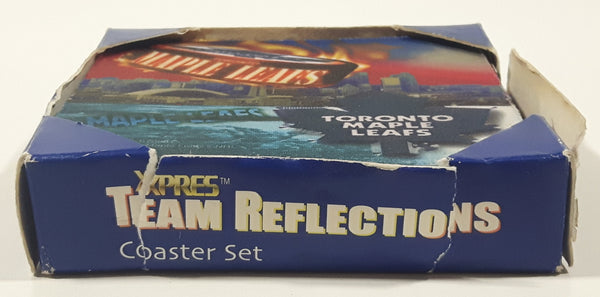 MAPLE LEAFS
MAPLE LEAFS
TORONTO
MAPLE
LEAFS
XPRES™
TEAM REFLECTIONS
Coaster Set